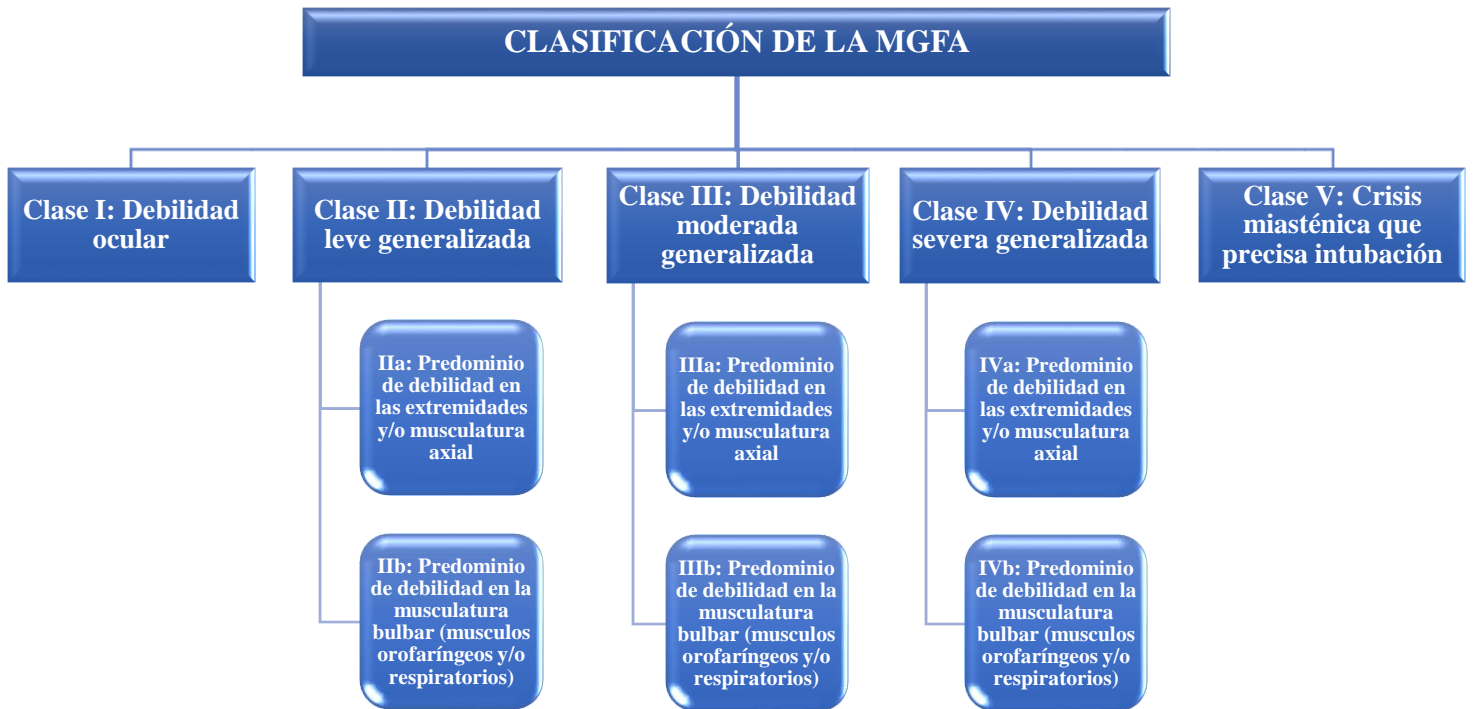 CLASIFICACIÓN DE LA MGFA
Clase I: Debilidad
ocular
Clase II: Debilidad
leve generalizada
Clase III: Debilidad
moderada
generalizada
Clase IV: Debilidad
severa generalizada
Clase V: Crisis
miasténica que
precisa intubación
IIa: Predominio
de debilidad en
las extremidades
y/o musculatura
axial
IIIa: Predominio
de debilidad en
las extremidades
y/o musculatura
axial
IVa: Predominio
de debilidad en
las extremidades
y/o musculatura
axial
IIb: Predominio
de debilidad en la
musculatura
bulbar (musculos
orofaríngeos y/o
respiratorios)
IIIb: Predominio
de debilidad en la
musculatura
bulbar (musculos
orofaríngeos y/o
respiratorios)
IVb: Predominio
de debilidad en la
musculatura
bulbar (musculos
orofaríngeos y/o
respiratorios)